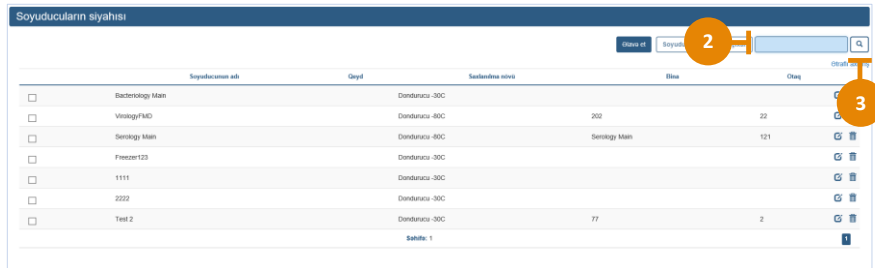 Soyuducuların siyahısı
Əlavə et
2
3
Soyuducunun adı Qeyd Saxlandma növü Bina Otaq
Bacteriology Main Dondurucu -30C
VirologyFMD Dondurucu -80C 202 22
Serology Main Dondurucu -80C Serology Main 121
Freezer123 Dondurucu -30C
1111 Dondurucu -30C
2222 Dondurucu -30C
Test 2 Dondurucu -30C 77 2
Səhifə: 1 1